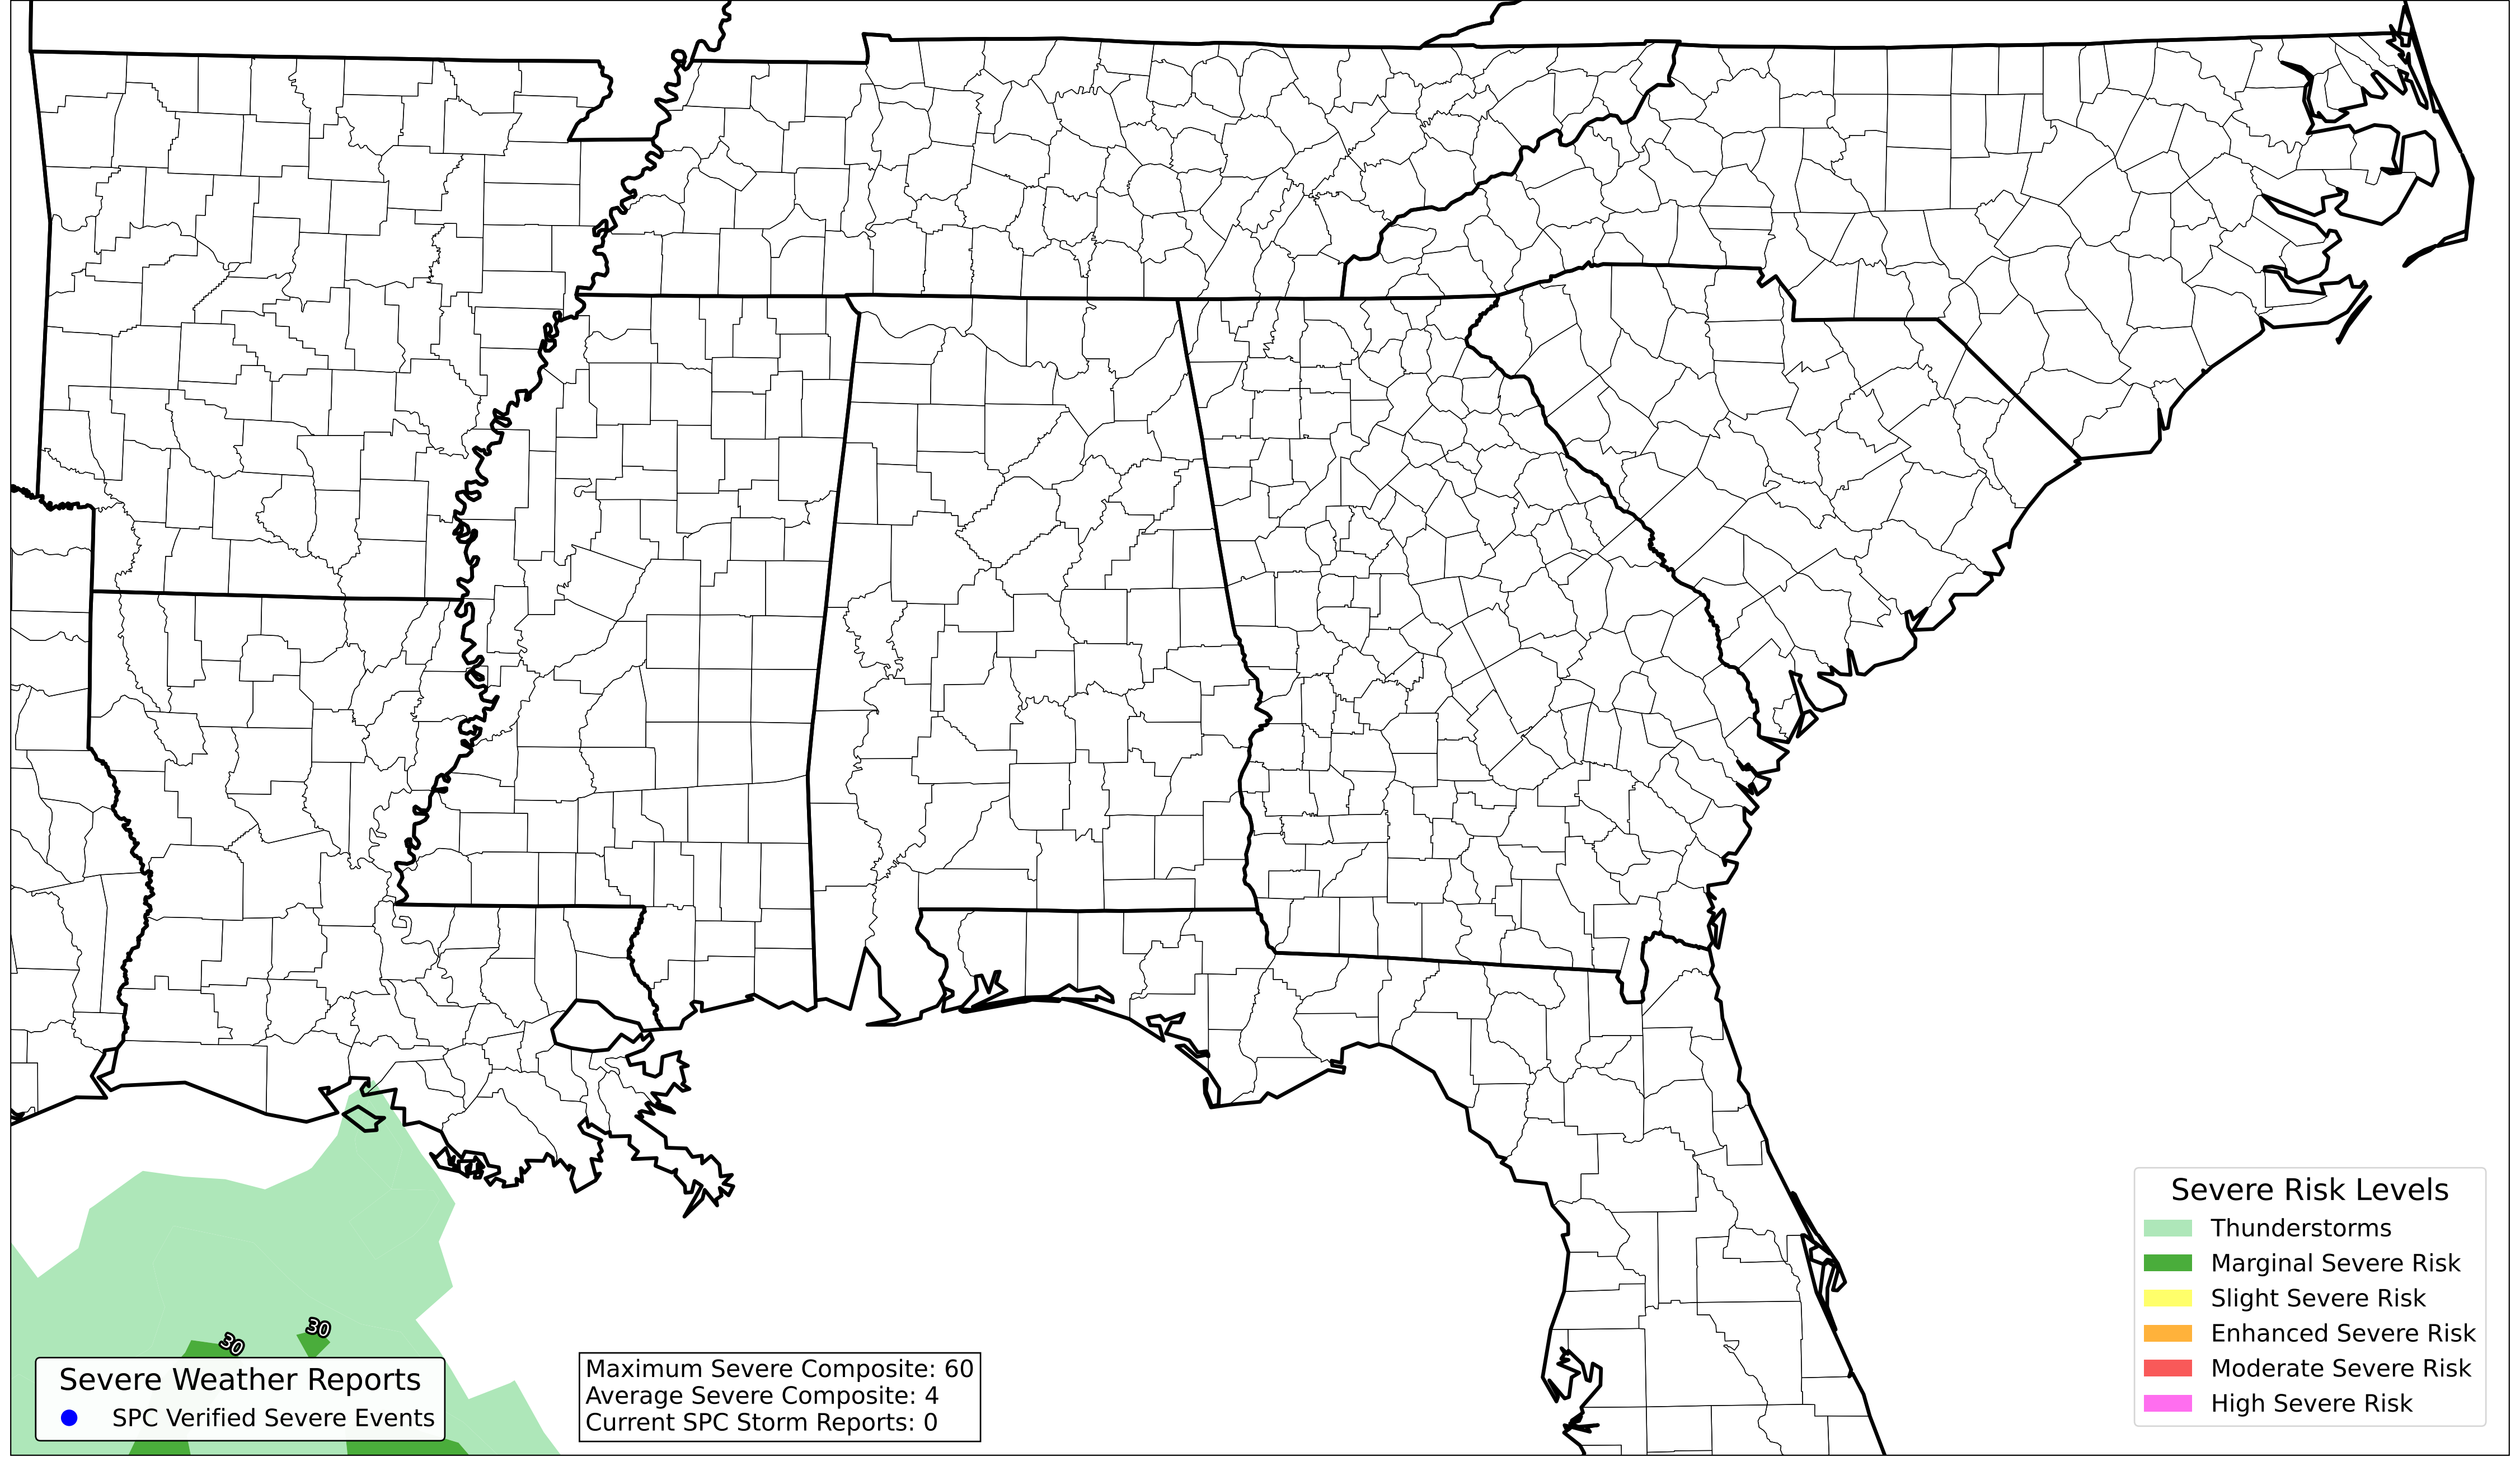 30
30
Severe Weather Reports
SPC Verified Severe Events
Maximum Severe Composite: 60
Average Severe Composite: 4
Current SPC Storm Reports: 0
Severe Risk Levels
Thunderstorms
Marginal Severe Risk
Slight Severe Risk
Enhanced Severe Risk
Moderate Severe Risk
High Severe Risk